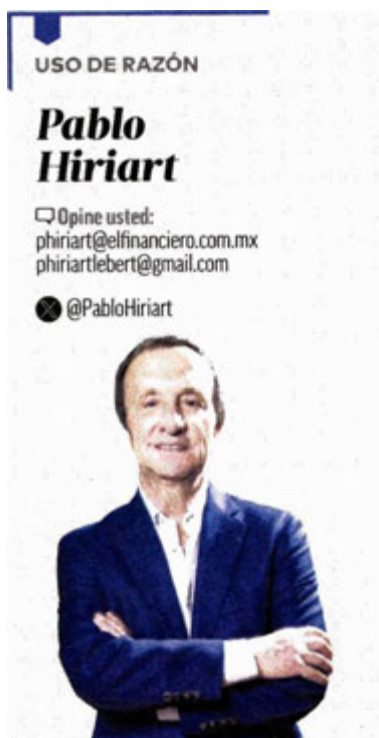 USO DE RAZÓN
Pablo
Hiriart
Opine usted:
phiriart@elfinanciero.com.mx
phiriartlebert@gmail.com
@PabloHiriart